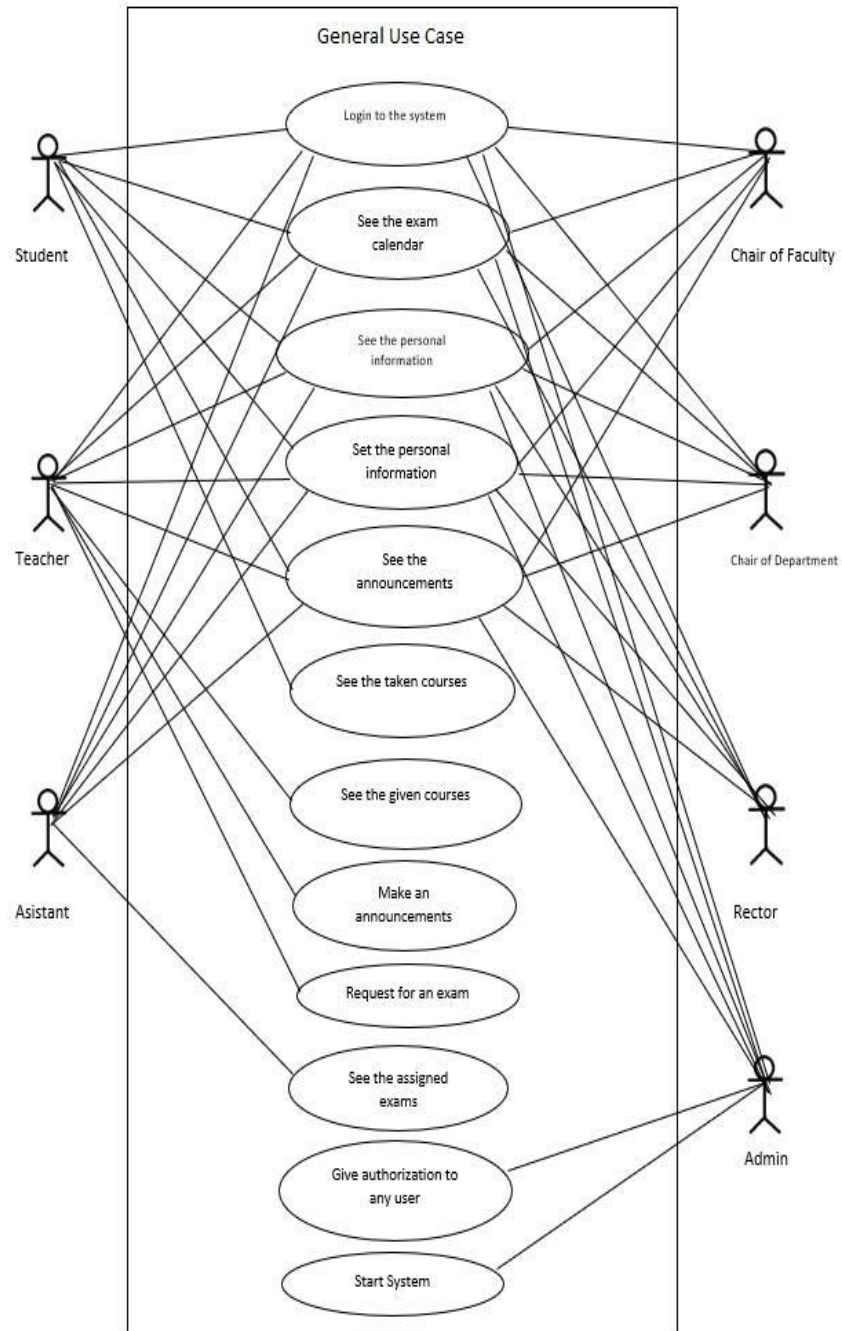 General Use Case
Login to the system
Student
See the exam
calendar
Chair of Faculty
See the personal
information
Set the personal
information
Teacher
See the
announcements
Chair of Department
See the taken courses
See the given courses
Asistant
Make an
announcements
Rector
Request for an exam
See the assigned
exams
Admin
Give authorization to
any user
Start System